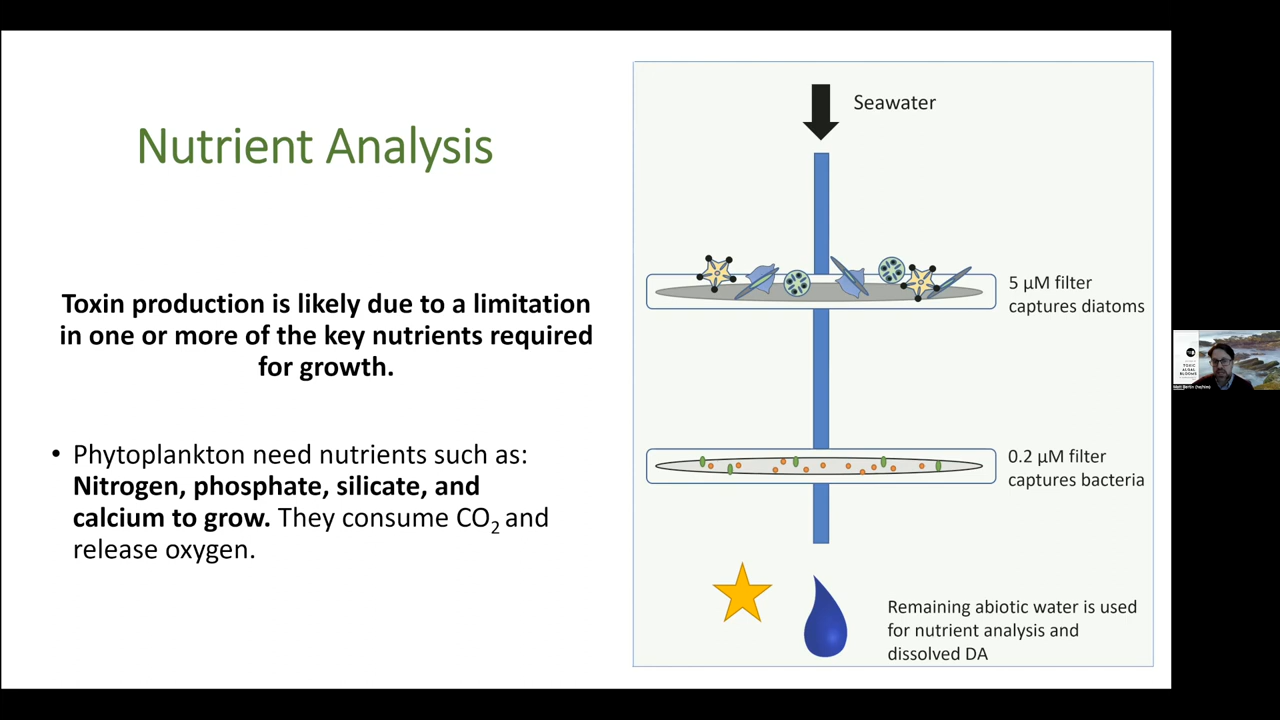 Nutrient Analysis
Toxin production is likely due to a limitation
in one or more of the key nutrients required
for growth.
• Phytoplankton need nutrients such as:
Nitrogen, phosphate, silicate, and
calcium to grow. They consume CO2 and
release oxygen.
Seawater
5 µM filter
captures diatoms
0.2 µM filter
captures bacteria
Remaining abiotic water is used
for nutrient analysis and
dissolved DA
TOXIC
ALGAL
BLOOMS